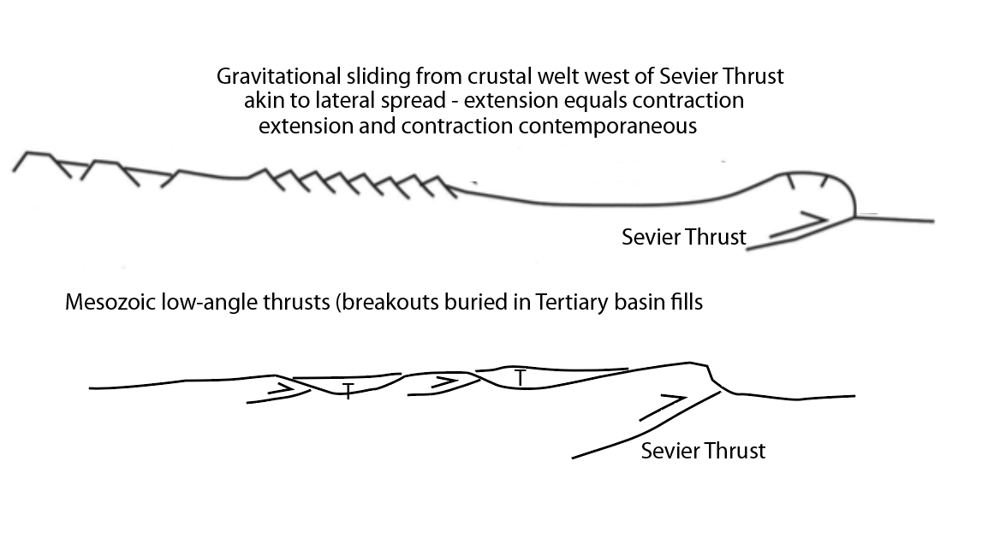 Gravitational sliding from crustal welt west of Sevier Thrust
akin to lateral spread - extension equals contraction
extension and contraction contemporaneous
Sevier Thrust
Mesozoic low-angle thrusts (breakouts buried in Tertiary basin fills
T
T
Sevier Thrust